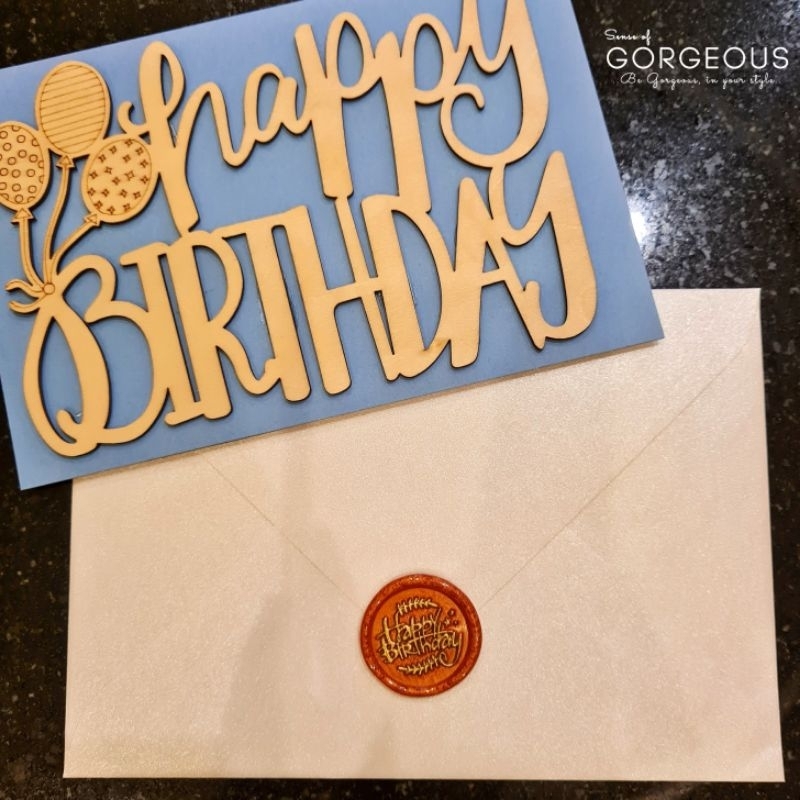 Sense of
GORGEOUS
Be Gorgeous, in your style.
happy
BIRTHDAY
Happy
BIRTHDAY